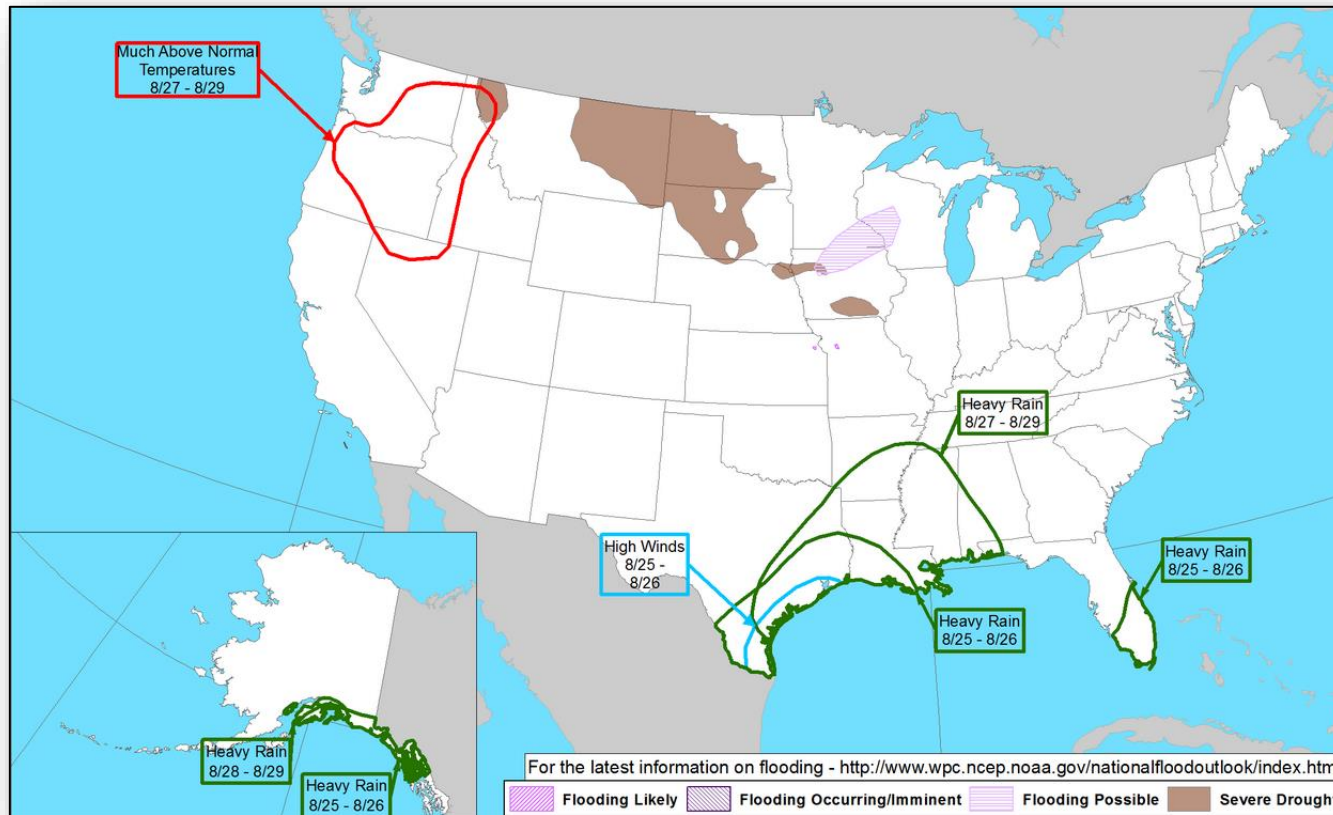 Much Above Normal
Temperatures
8/27 - 8/29
Heavy Rain
8/27 - 8/29
High Winds
8/25 -
8/26
Heavy Rain
8/25 - 8/26
Heavy Rain
8/25 - 8/26
Heavy Rain
8/28 - 8/29
Heavy Rain
8/25 - 8/26
For the latest information on flooding - http://www.wpc.ncep.noaa.gov/nationalfloodoutlook/index.htm
Flooding Likely Flooding Occurring/Imminent Flooding Possible Severe Drough